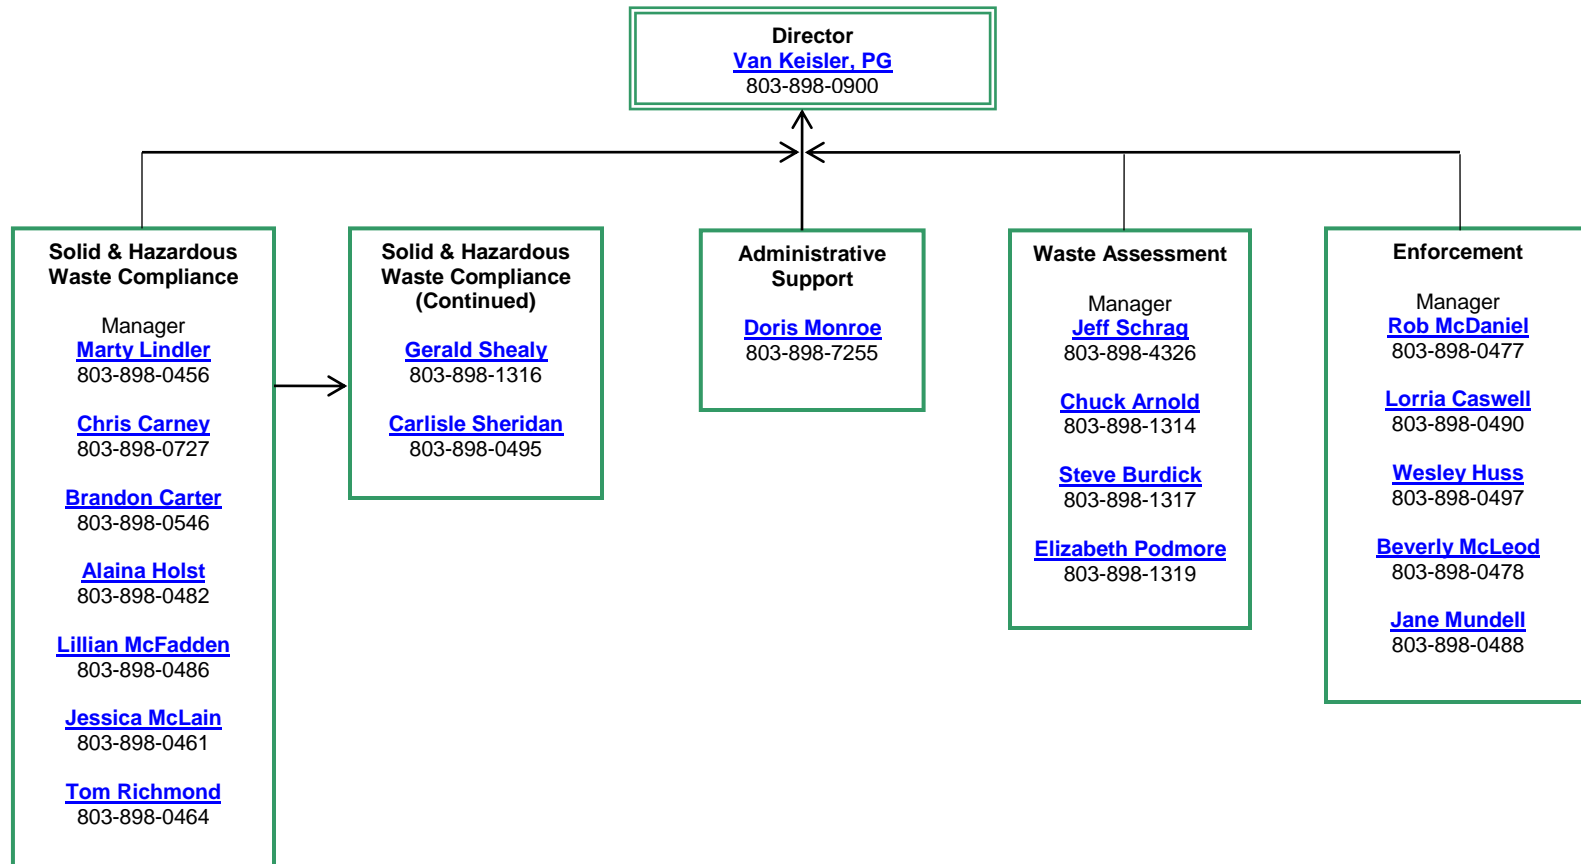 Director
Van Keisler, PG
803-898-0900
Solid & Hazardous
Waste Compliance
Manager
Marty Lindler
803-898-0456
Chris Carney
803-898-0727
Brandon Carter
803-898-0546
Alaina Holst
803-898-0482
Lillian McFadden
803-898-0486
Jessica McLain
803-898-0461
Tom Richmond
803-898-0464
Solid & Hazardous
Waste Compliance
(Continued)
Gerald Shealy
803-898-1316
Carlisle Sheridan
803-898-0495
Administrative
Support
Doris Monroe
803-898-7255
Waste Assessment
Manager
Jeff Schrag
803-898-4326
Chuck Arnold
803-898-1314
Steve Burdick
803-898-1317
Elizabeth Podmore
803-898-1319
Enforcement
Manager
Rob McDaniel
803-898-0477
Lorria Caswell
803-898-0490
Wesley Huss
803-898-0497
Beverly McLeod
803-898-0478
Jane Mundell
803-898-0488